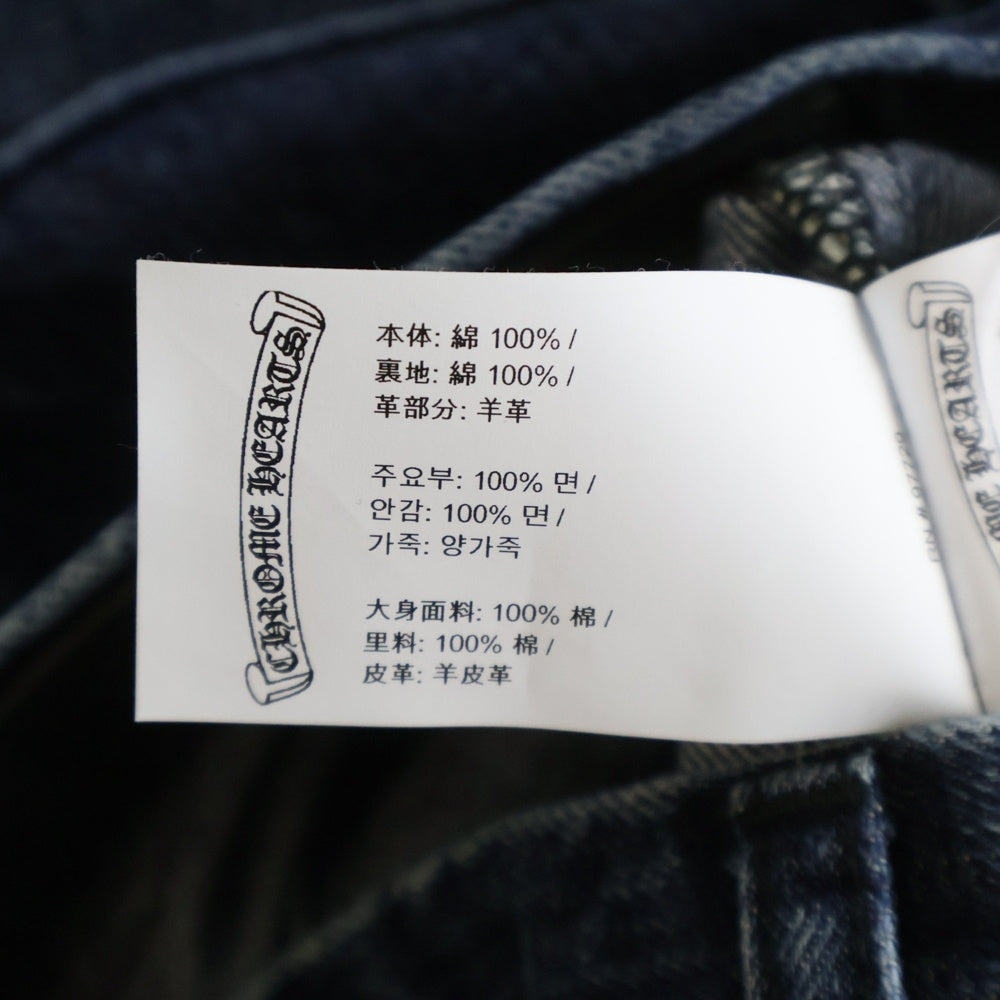 CHROME HEARTS
本体: 綿 100% /
裏地: 綿 100% /
革部分: 羊革
주요부: 100% 면 /
안감: 100% 면 /
가죽: 양가죽
大身面料: 100% 棉 /
里料: 100% 棉 /
皮革: 羊皮革
HEARTS